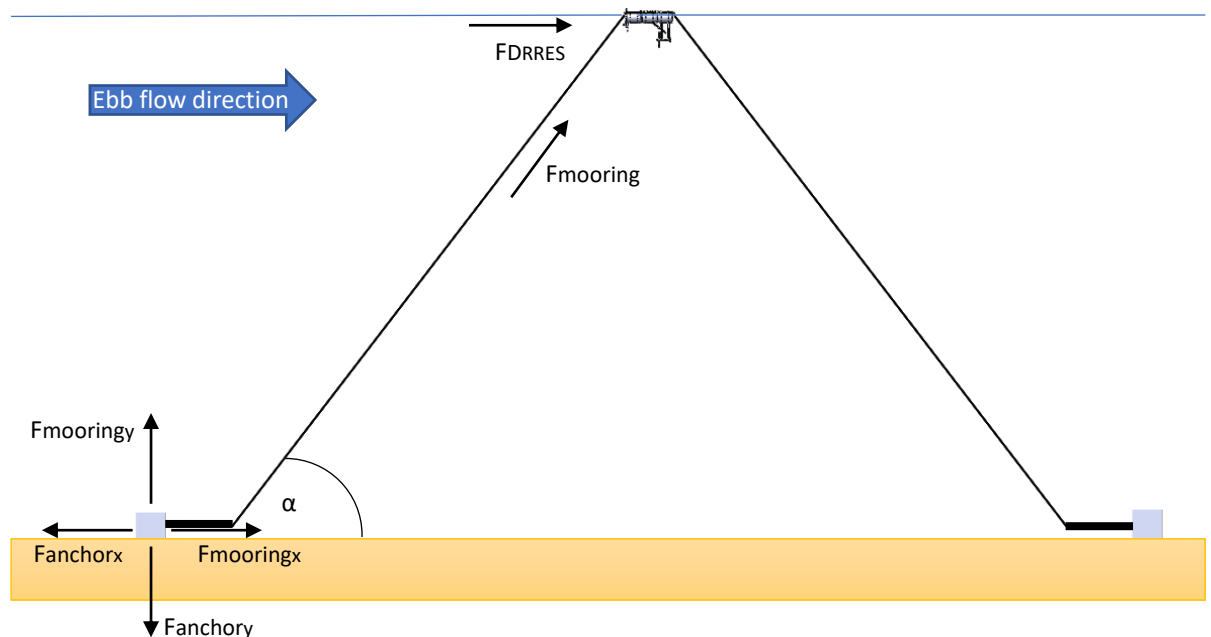 FDRRES
Ebb flow direction
Fmooring
Fmooringy
α
Fanchorx
Fmooringx
Fanchory